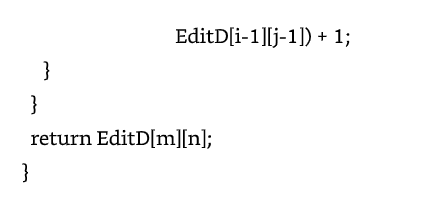 EditD[i-1][j-1]) + 1;
}
}
return EditD[m][n];
}